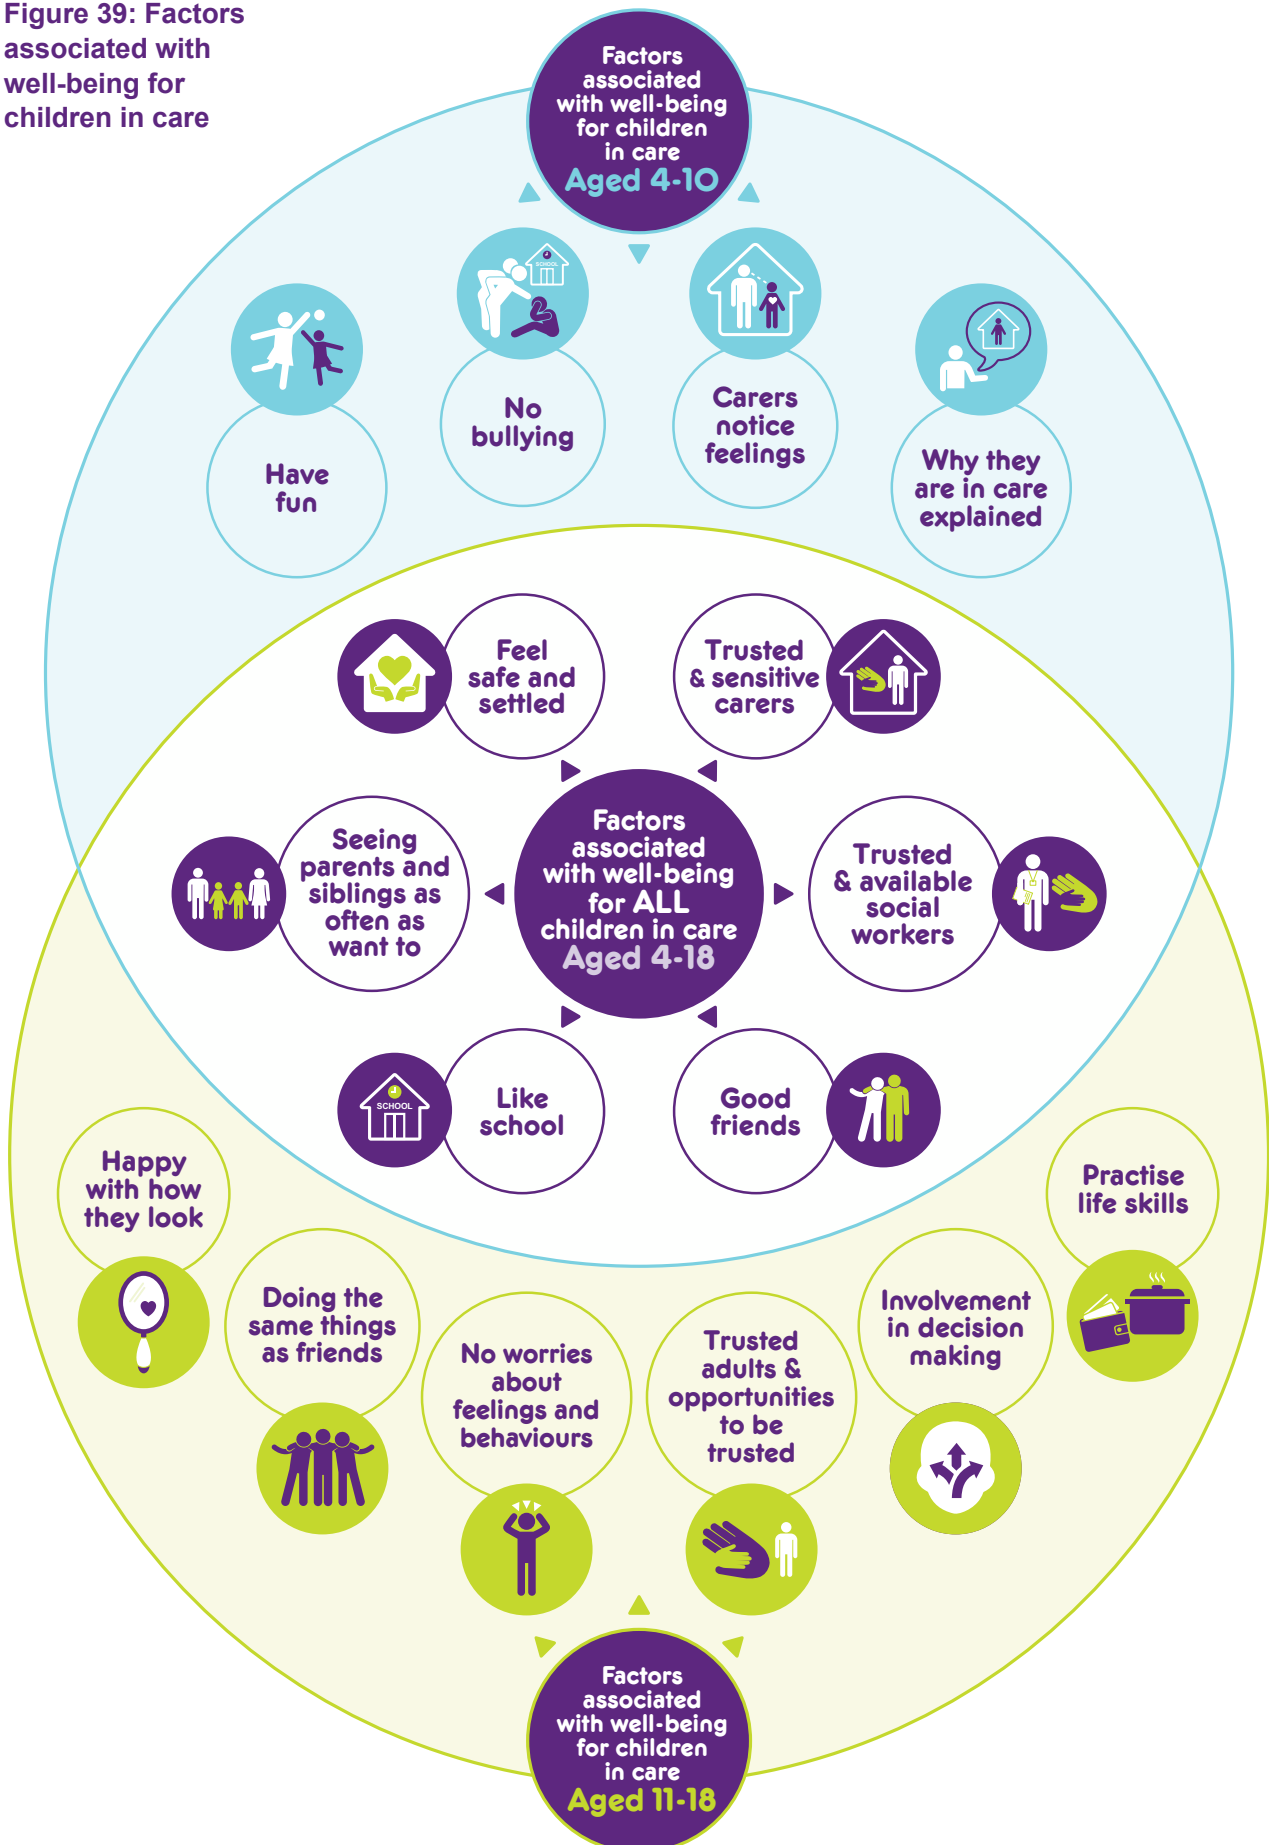 Figure 39: Factors
associated with
well-being for
children in care
Factors
associated
with well-being
for children
in care
Aged 4-10
SCHOOL
No
bullying
Carers
notice
feelings
Have
fun
Why they
are in care
explained
Feel
safe and
settled
Trusted
& sensitive
carers
Seeing
parents and
siblings as
often as
want to
Factors
associated
with well-being
for ALL
children in care
Aged 4-18
Trusted
& available
social
workers
SCHOOL
Like
school
Good
friends
Happy
with how
they look
Doing the
same things
as friends
No worries
about
feelings and
behaviours
Trusted
adults &
opportunities
to be
trusted
Involvement
in decision
making
Practise
life skills
Factors
associated
with well-being
for children
in care
Aged 11-18